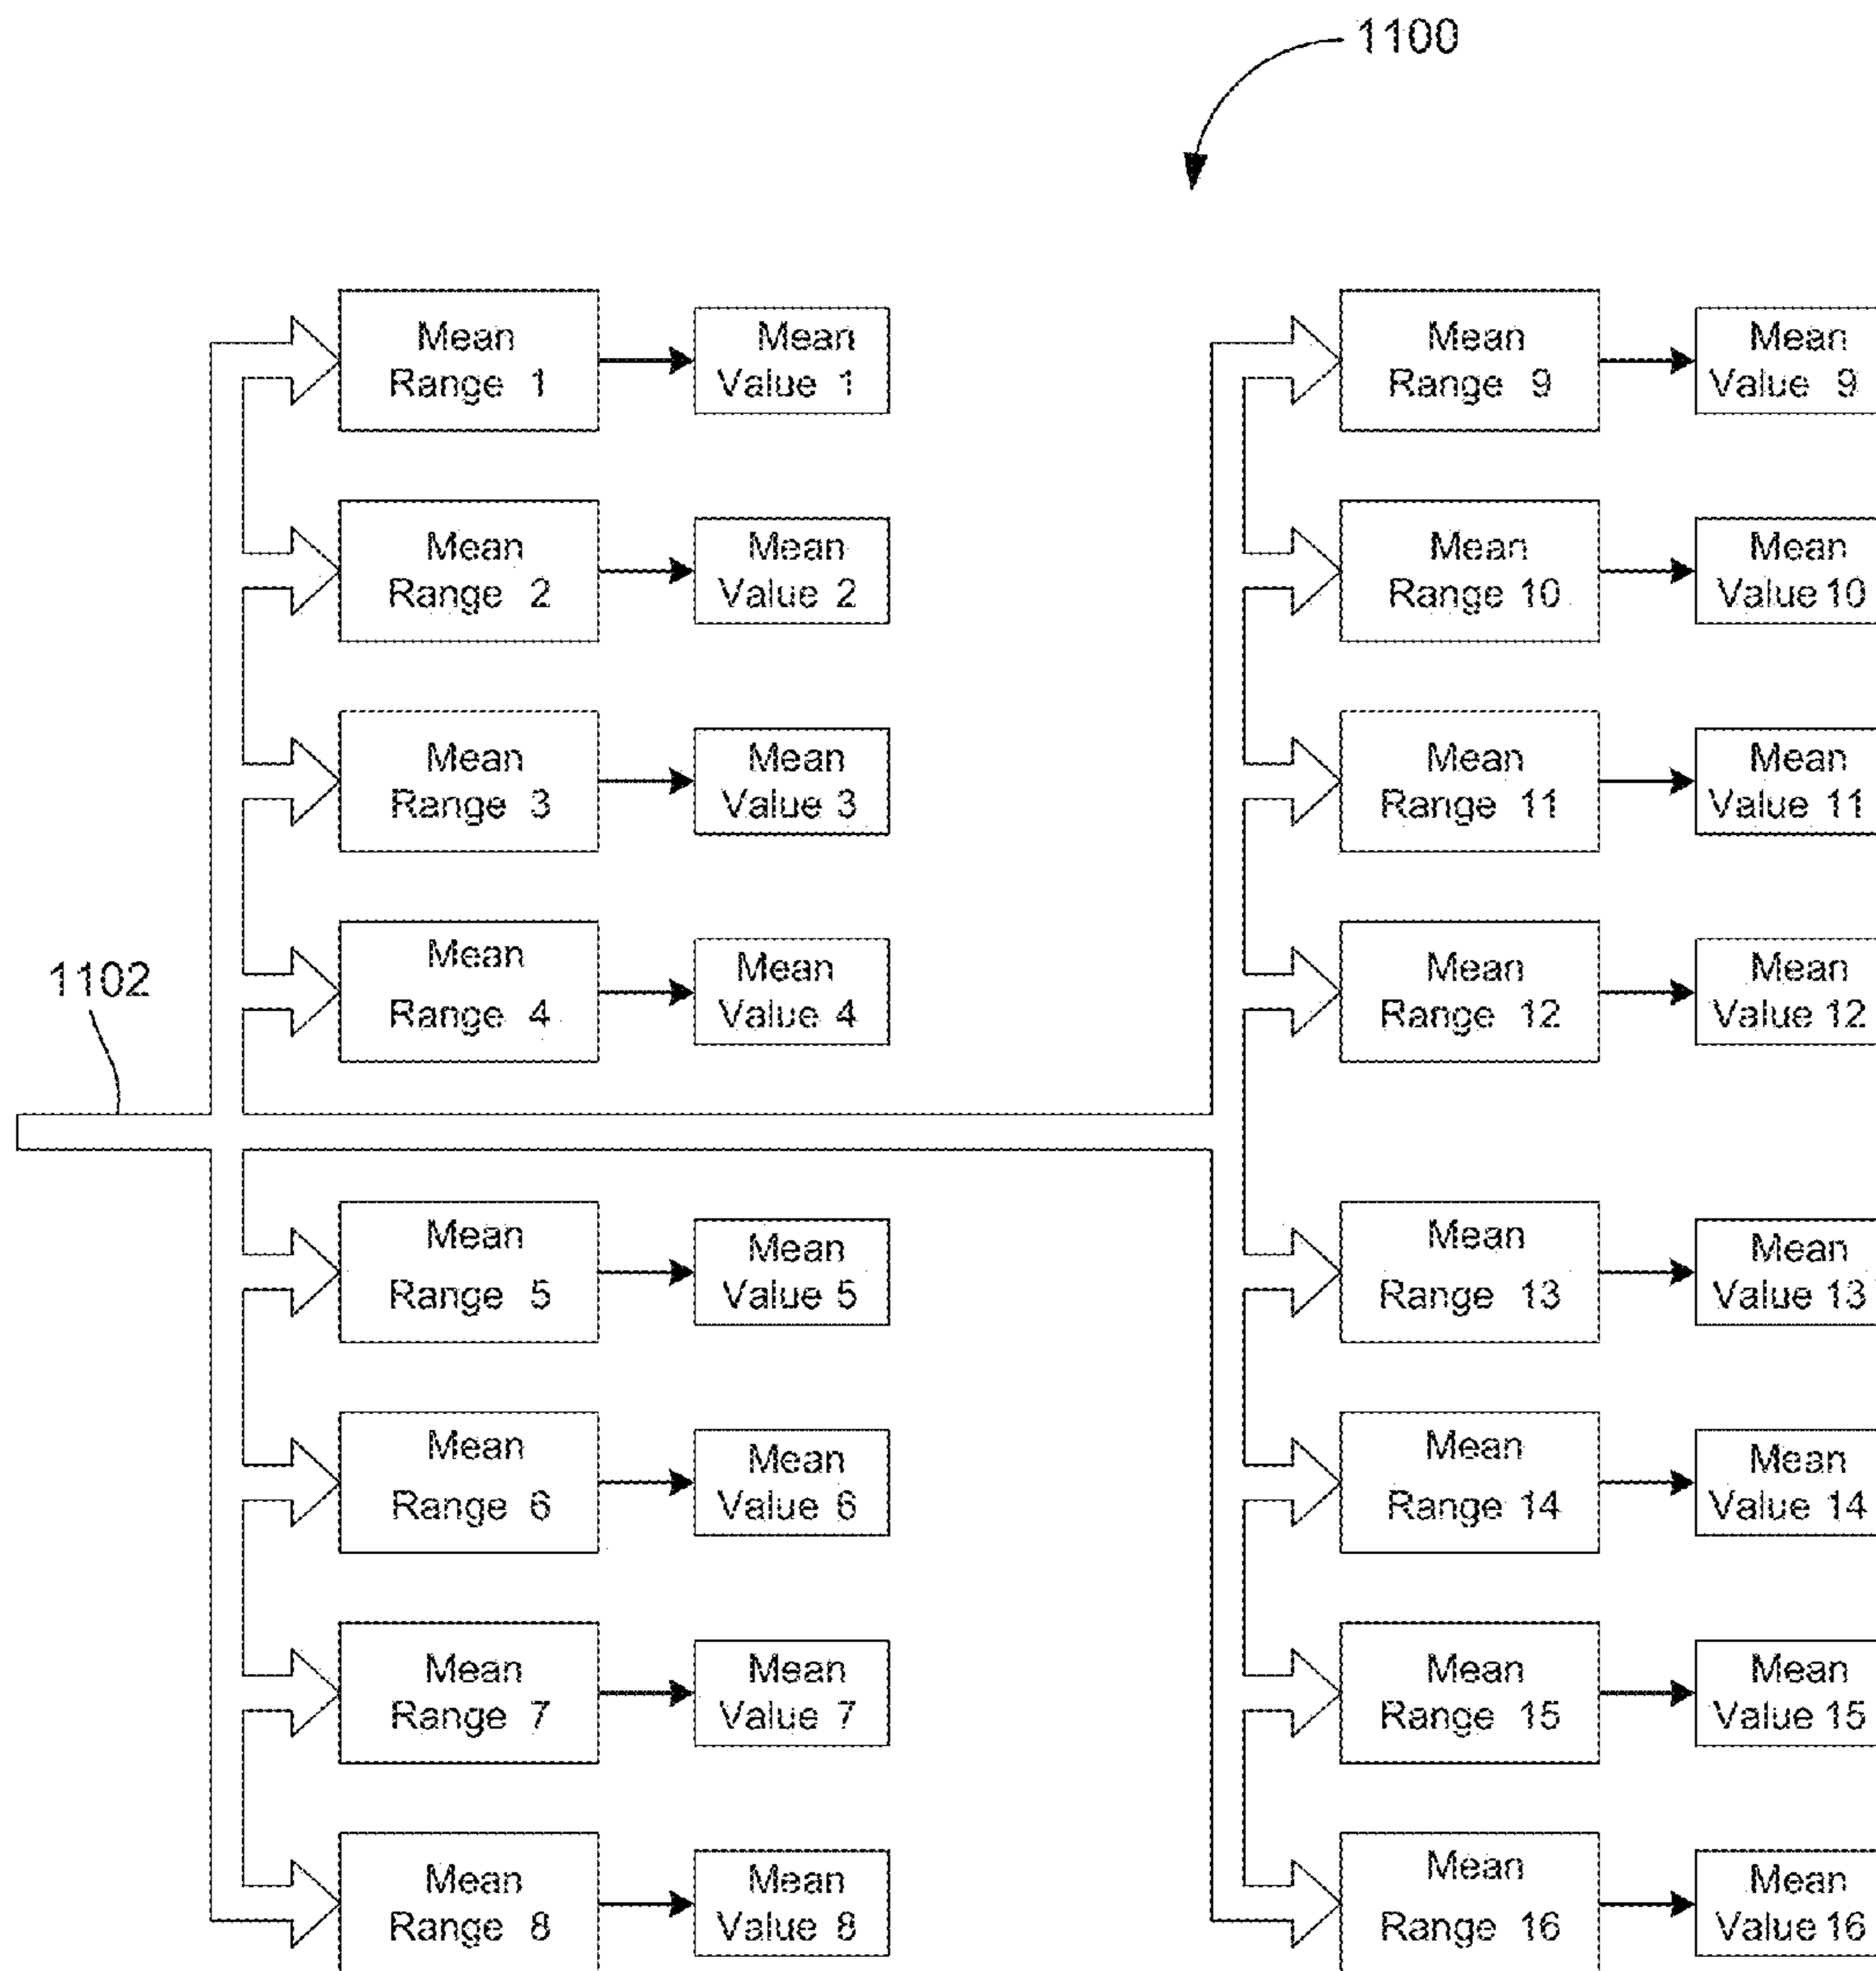 1100
Mean
Range 1
Mean
Value 1
Mean
Range 2
Mean
Value 2
Mean
Range 3
Mean
Value 3
Mean
Range 4
Mean
Value 4
1102
Mean
Range 5
Mean
Value 5
Mean
Range 6
Mean
Value 6
Mean
Range 7
Mean
Value 7
Mean
Range 8
Mean
Value 8
Mean
Range 9
Mean
Value 9
Mean
Range 10
Mean
Value 10
Mean
Range 11
Mean
Value 11
Mean
Range 12
Mean
Value 12
Mean
Range 13
Mean
Value 13
Mean
Range 14
Mean
Value 14
Mean
Range 15
Mean
Value 15
Mean
Range 16
Mean
Value 16